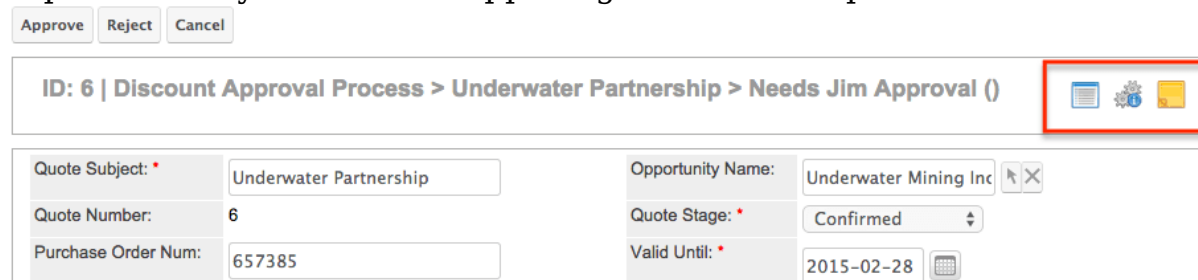 Approve Reject Cancel
ID: 6 | Discount Approval Process > Underwater Partnership > Needs Jim Approval ()
Quote Subject: * Underwater Partnership Opportunity Name: Underwater Mining Inc
Quote Number: 6 Quote Stage: * Confirmed
Purchase Order Num: 657385 Valid Until: * 2015-02-28